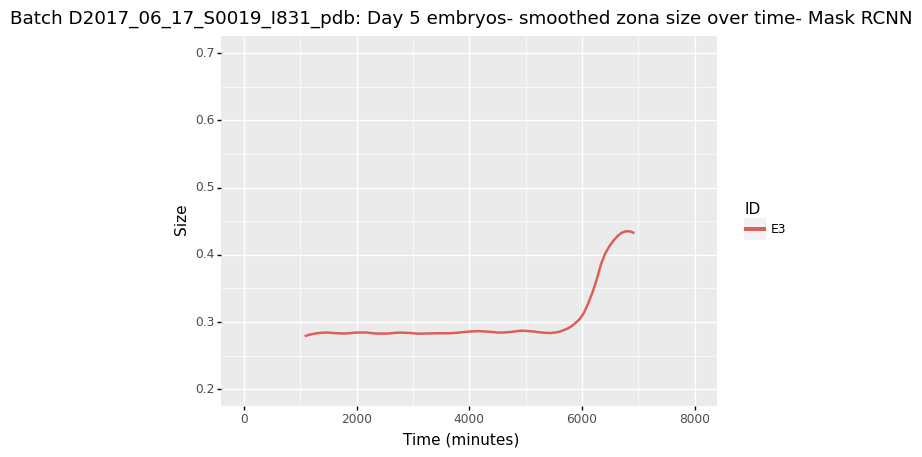 Batch D2017_06_17_S0019_I831_pdb: Day 5 embryos- smoothed zona size over time- Mask RCNN
0.7
0.6
0.5
0.4
0.3
0.2
Size
0 2000 4000 6000 8000
Time (minutes)
ID
E3